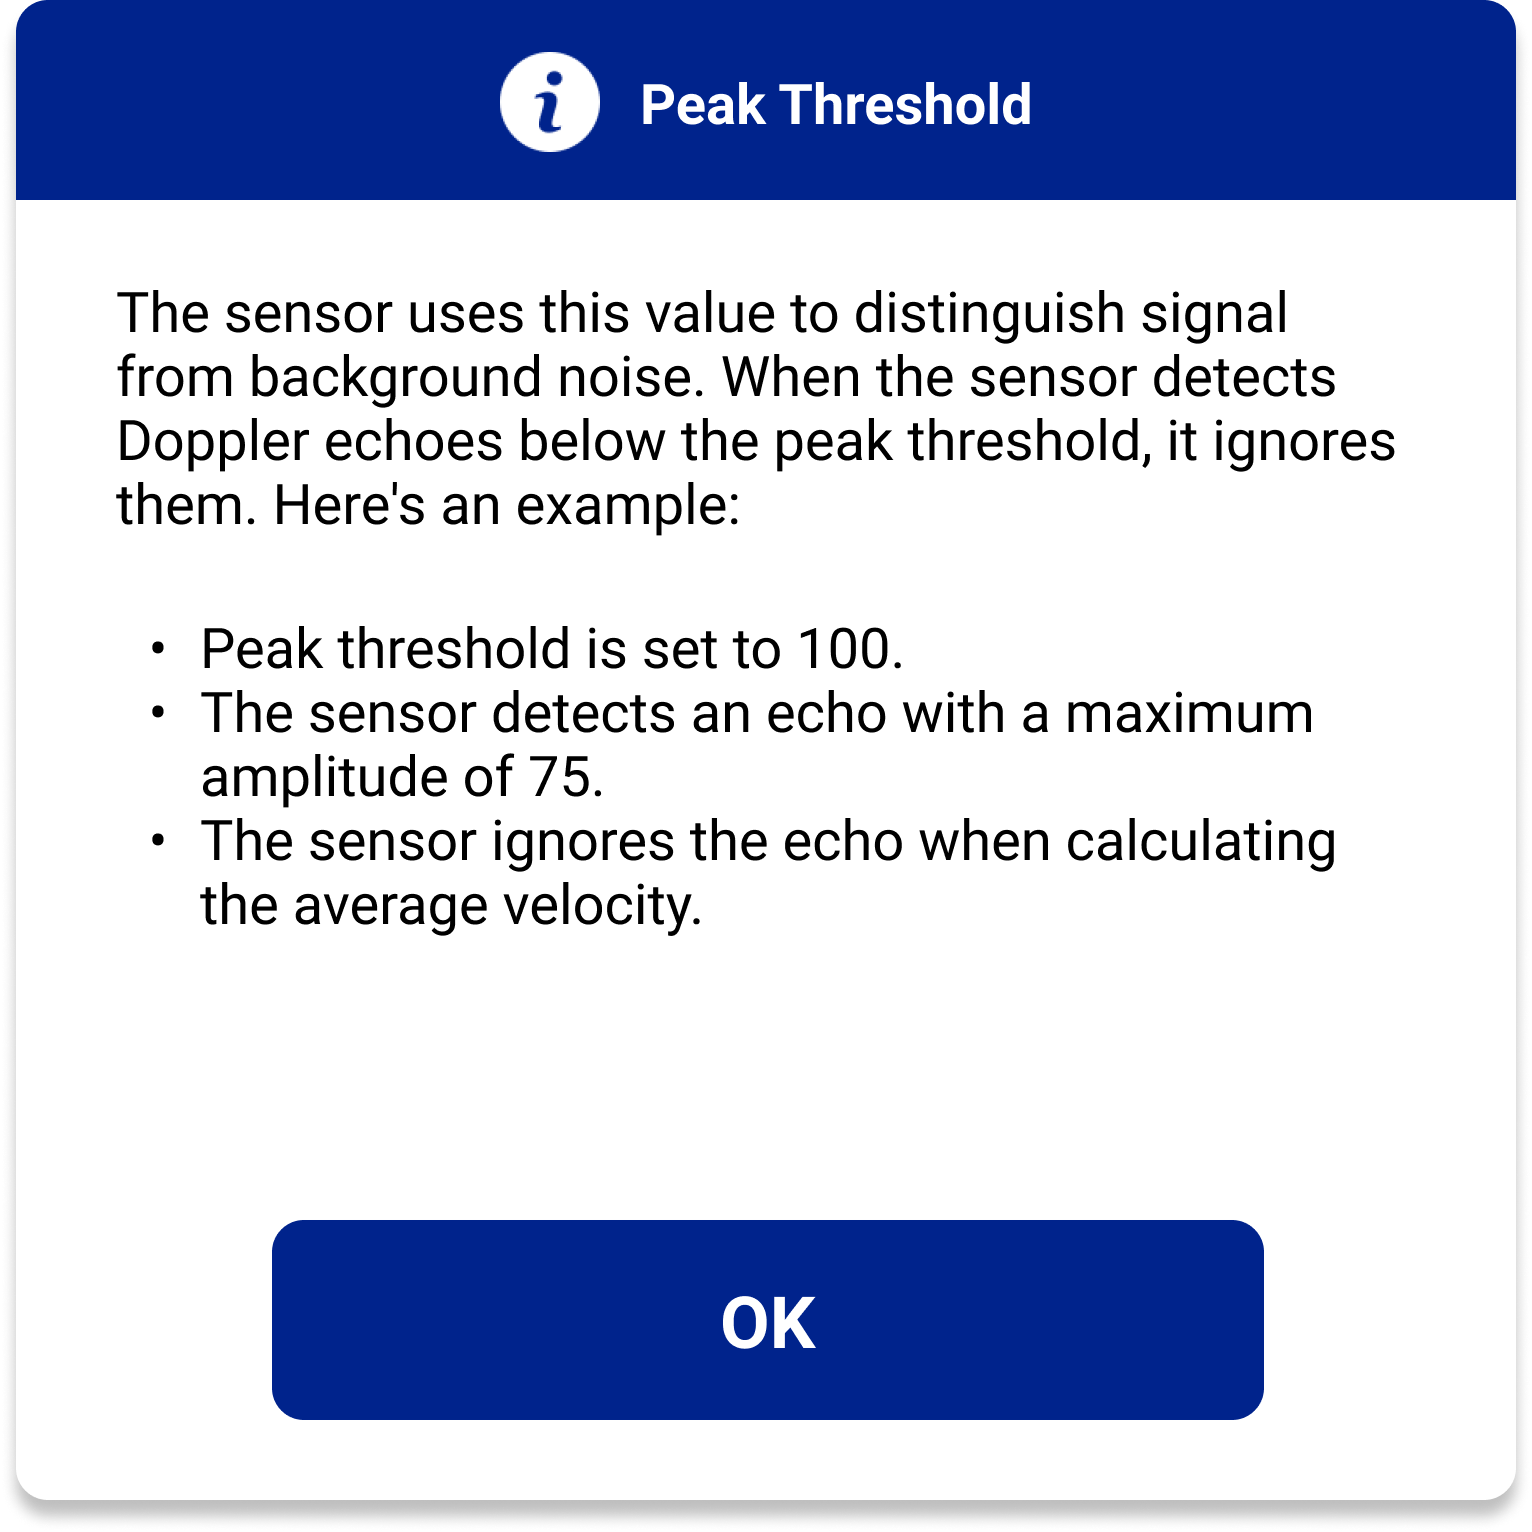 Peak Threshold
The sensor uses this value to distinguish signal
from background noise. When the sensor detects
Doppler echoes below the peak threshold, it ignores
them. Here's an example:
• Peak threshold is set to 100.
• The sensor detects an echo with a maximum
amplitude of 75.
• The sensor ignores the echo when calculating
the average velocity.
OK